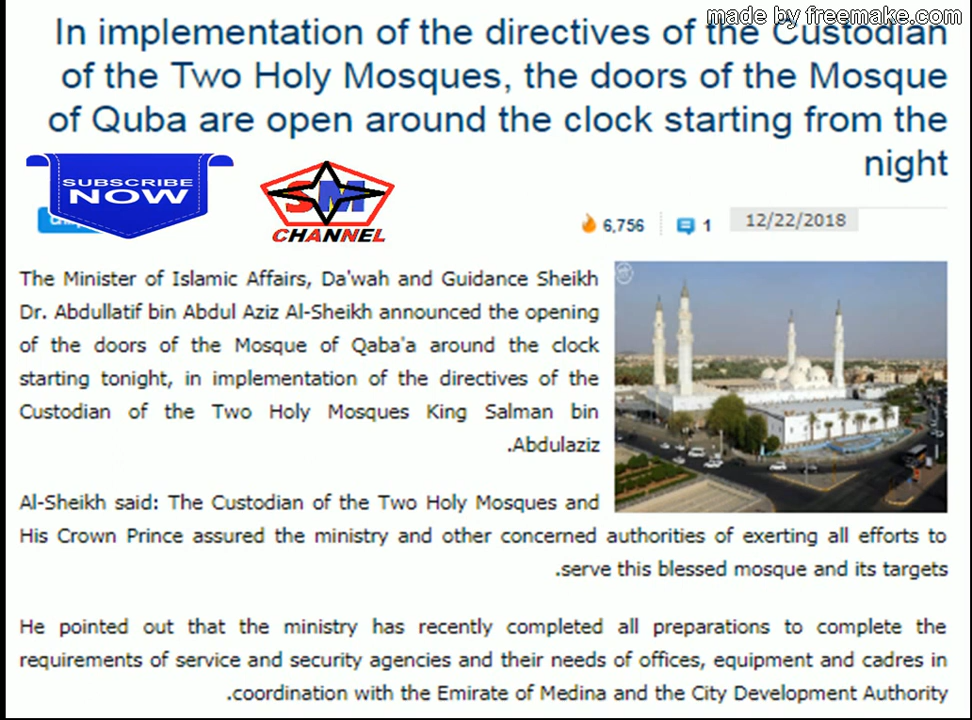 made by freemake.com
In implementation of the directives of the Custodian
of the Two Holy Mosques, the doors of the Mosque
of Quba are open around the clock starting from the
night
SUBSCRIBE
NOW
SM
CHANNEL
6,756
1
12/22/2018
The Minister of Islamic Affairs, Da'wah and Guidance Sheikh
Dr. Abdullatif bin Abdul Aziz Al-Sheikh announced the opening
of the doors of the Mosque of Qaba'a around the clock
starting tonight, in implementation of the directives of the
Custodian of the Two Holy Mosques King Salman bin
.Abdulaziz
Al-Sheikh said: The Custodian of the Two Holy Mosques and
His Crown Prince assured the ministry and other concerned authorities of exerting all efforts to
.serve this blessed mosque and its targets
He pointed out that the ministry has recently completed all preparations to complete the
requirements of service and security agencies and their needs of offices, equipment and cadres in
.coordination with the Emirate of Medina and the City Development Authority